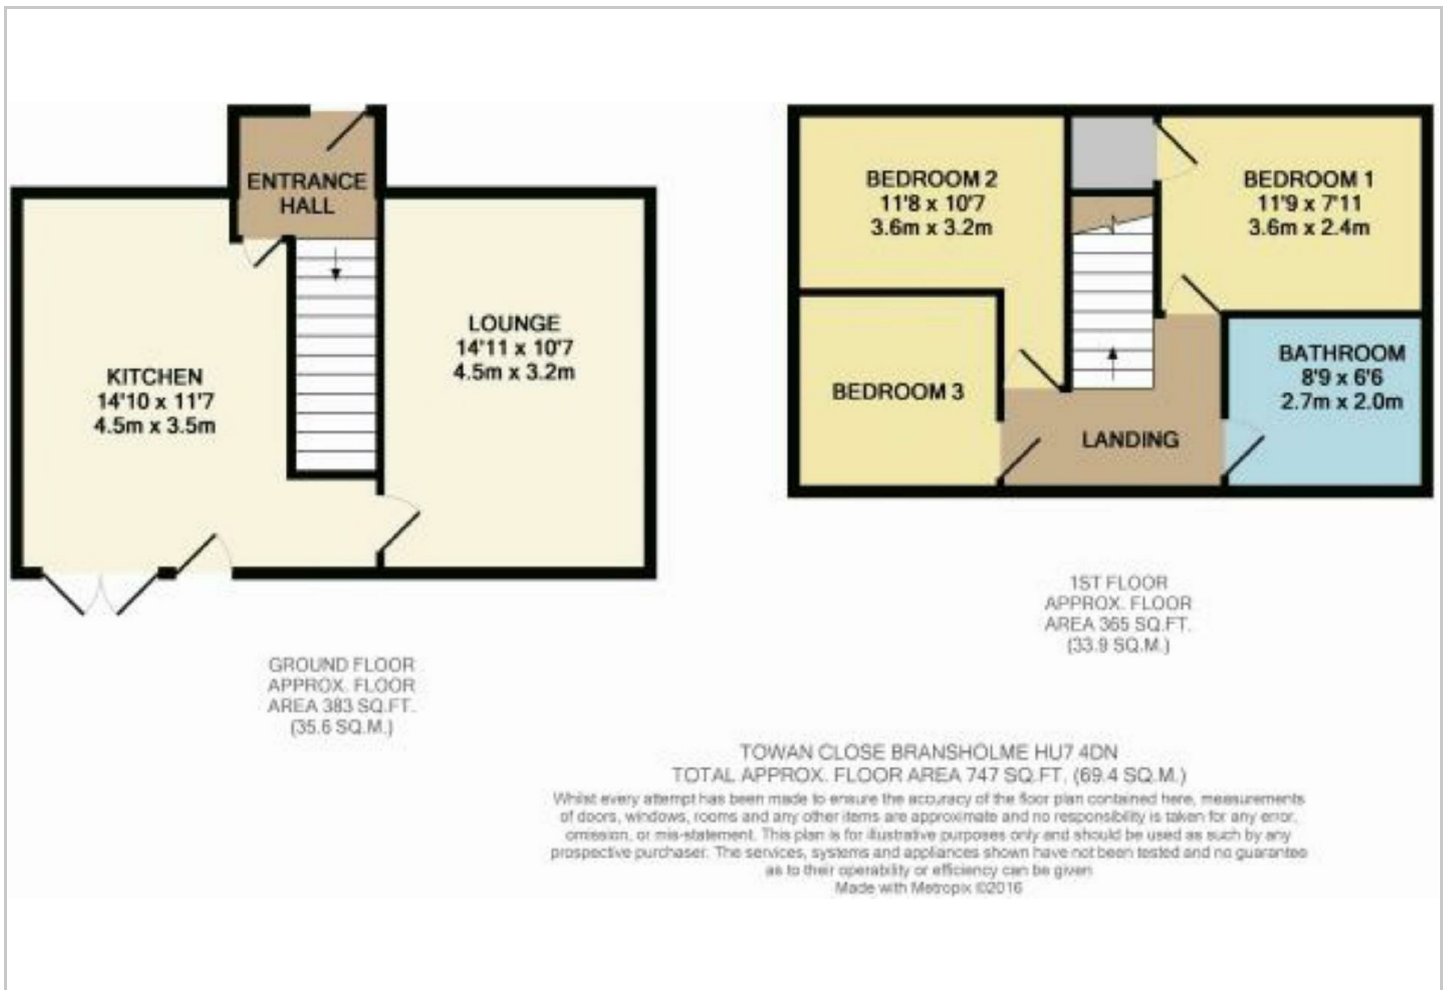 ENTRANCE
HALL
KITCHEN
14'10 x 11'7
4.5m x 3.5m
LOUNGE
14'11 x 10'7
4.5m x 3.2m
GROUND FLOOR
APPROX. FLOOR
AREA 383 SQ.FT.
(35.6 SQ.M.)
BEDROOM 2
11'8 x 10'7
3.6m x 3.2m
BEDROOM 1
11'9 x 7'11
3.6m x 2.4m
BEDROOM 3
LANDING
BATHROOM
8'9 x 6'6
2.7m x 2.0m
1ST FLOOR
APPROX. FLOOR
AREA 365 SQ.FT.
(33.9 SQ.M.)
TOWAN CLOSE BRANSHOLME HU7 4DN
TOTAL APPROX. FLOOR AREA 747 SQ.FT. (69.4 SQ.M.)
Whilst every attempt has been made to ensure the accuracy of the floor plan contained here, measurements
of doors, windows, rooms and any other items are approximate and no responsibility is taken for any error,
omission, or mis-statement. This plan is for illustrative purposes only and should be used as such by any
prospective purchaser. The services, systems and appliances shown have not been tested and no guarantee
as to their operability or efficiency can be given
Made with Metropix ©2016